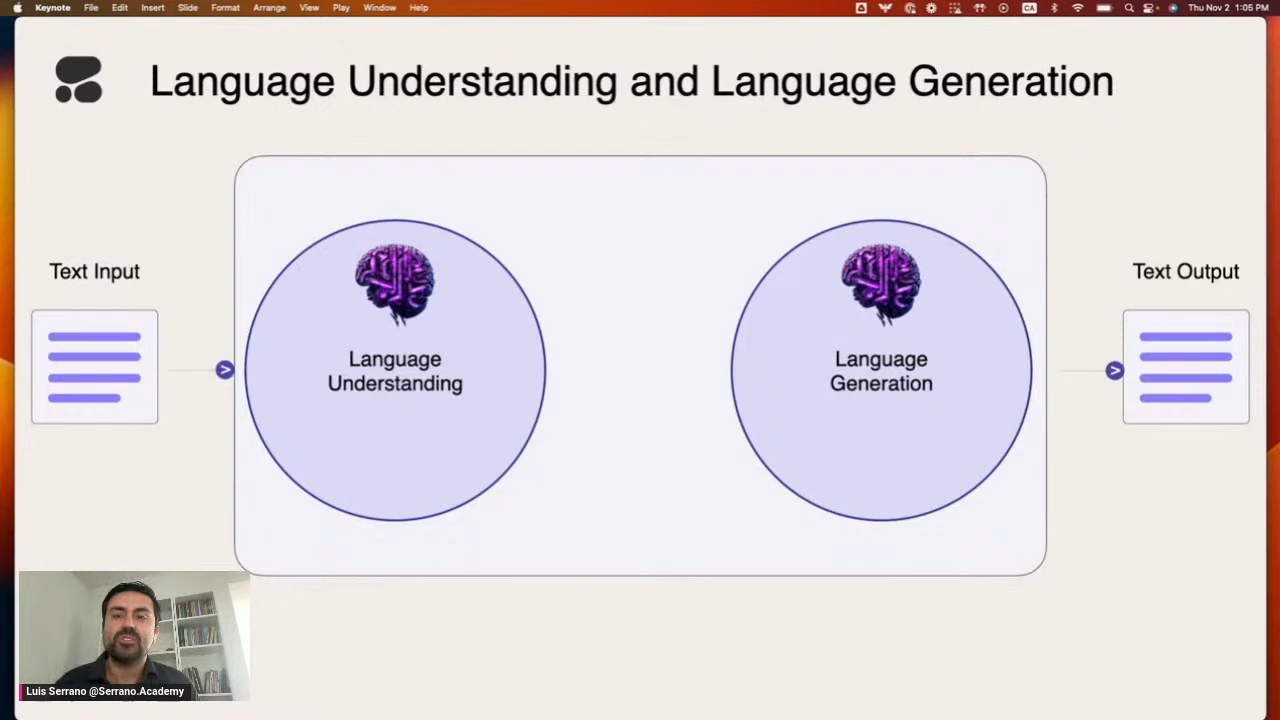 Keynote File Edit Insert Slide Format Arrange View Play Window Help CA Thu Nov 2 1:05 PM
Language Understanding and Language Generation
Text Input
Language
Understanding
Language
Generation
Text Output
Luis Serrano @Serrano.Academy